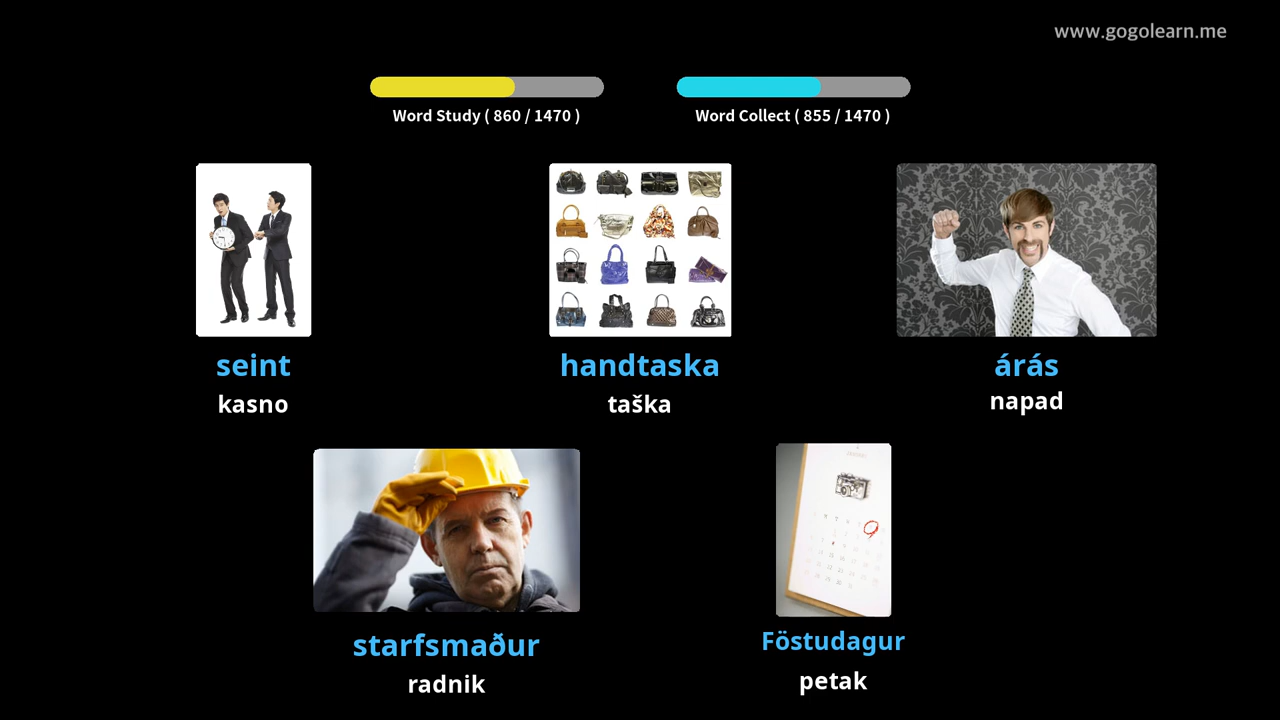 www.gogolearn.me
Word Study ( 860 / 1470 )
Word Collect ( 855 / 1470 )
seint
kasno
handtaska
taška
árás
napad
starfsmaður
radnik
Föstudagur
petak